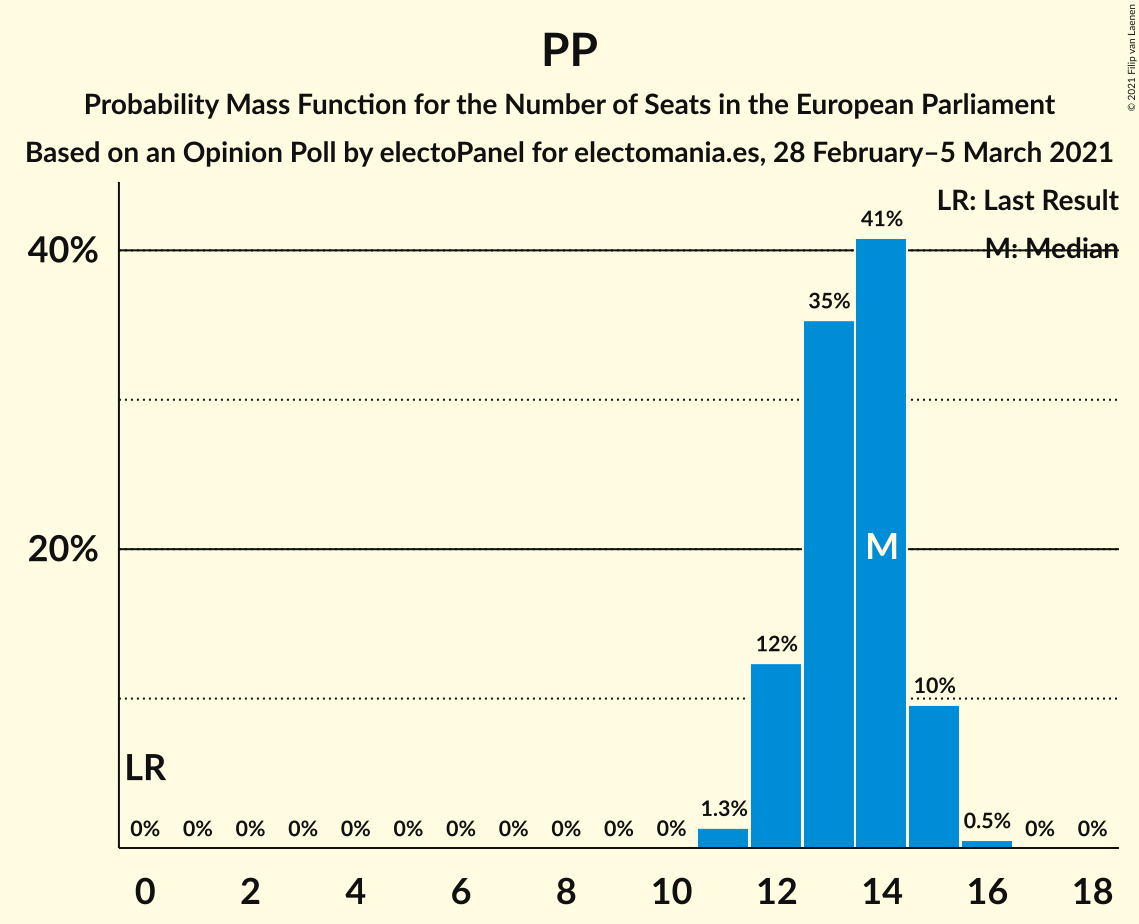 PP
Probability Mass Function for the Number of Seats in the European Parliament
Based on an Opinion Poll by electoPanel for electomania.es, 28 February–5 March 2021
© 2021 Filip van Laenen
LR: Last Result
M: Median
40%
20%
41%
35%
M
12%
10%
LR
0% 0% 0% 0% 0% 0% 0% 0% 0% 0% 0% 1.3% 0.5% 0% 0%
0 2 4 6 8 10 12 14 16 18